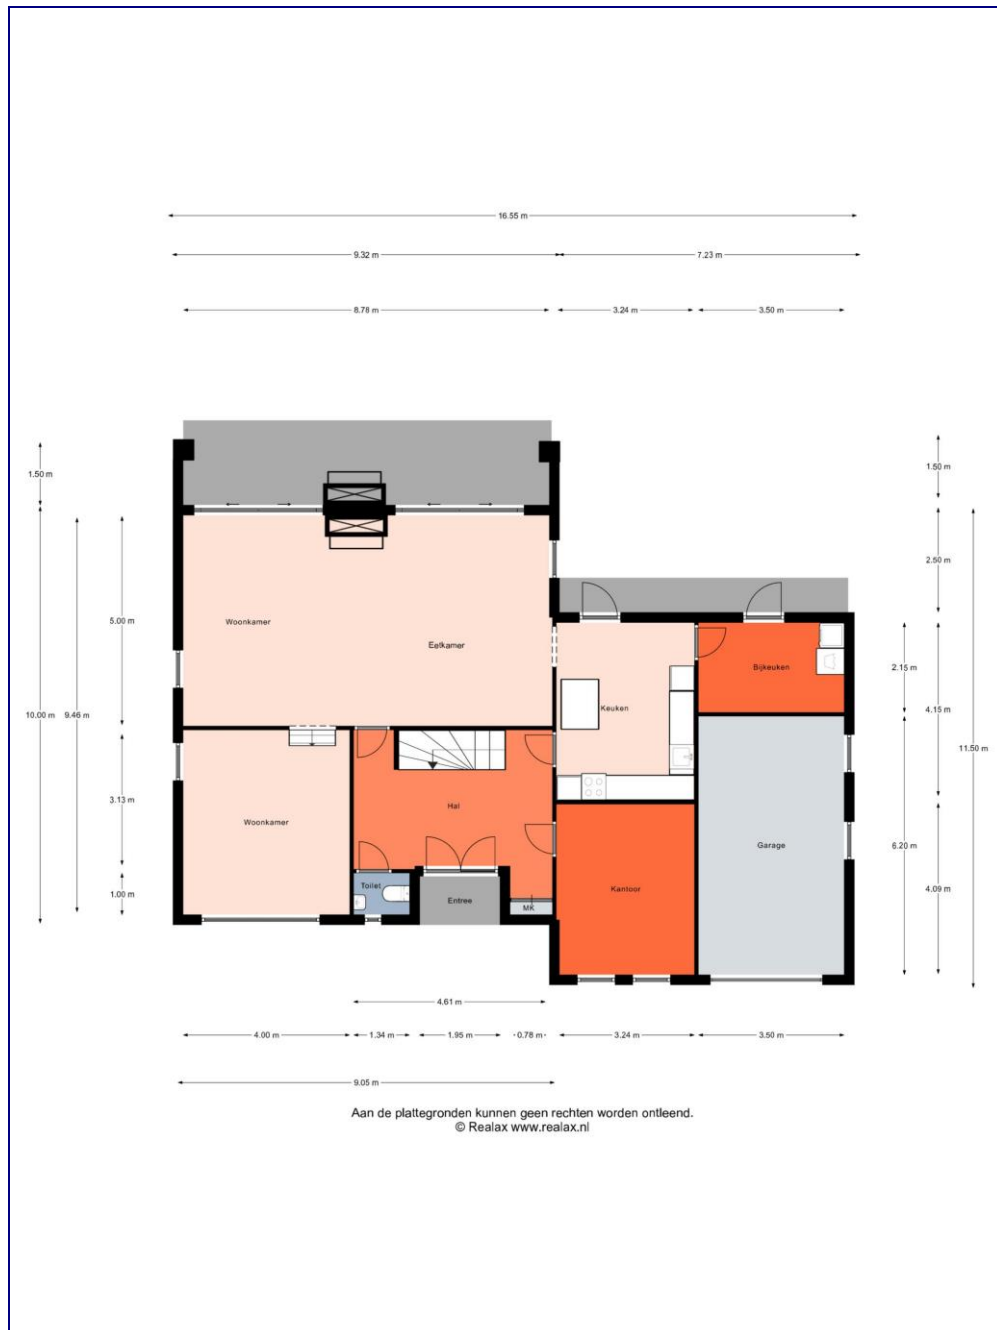 16.55 m
9.32 m
7.23 m
8.78 m
3.24 m
3.50 m
1.50 m
1.50 m
2.50 m
5.00 m
Woonkamer
Eetkamer
Bijkeuken
2.15 m
Keuken
4.15 m
10.00 m
9.46 m
11.50 m
3.13 m
Hal
Woonkamer
Garage
6.20 m
Toilet
Kantoor
4.09 m
1.00 m
Entree
MK
4.61 m
4.00 m
1.34 m
1.95 m
0.78 m
3.24 m
3.50 m
9.05 m
Aan de plattegronden kunnen geen rechten worden ontleend.
© Realax www.realax.nl